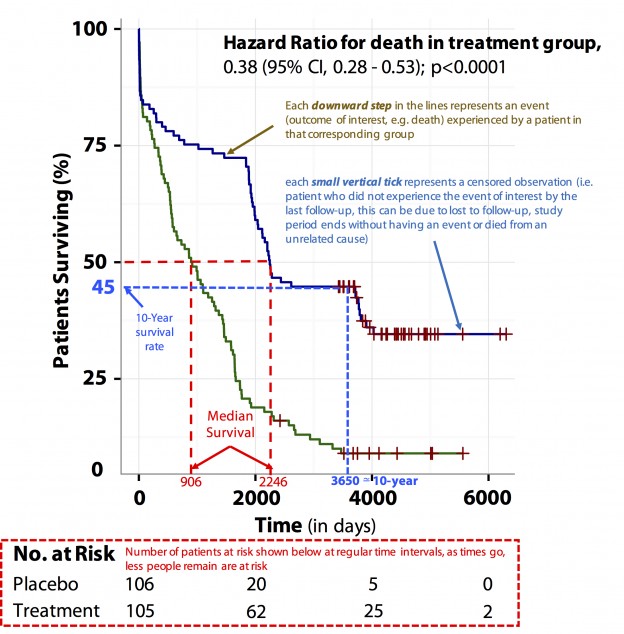 100
Hazard Ratio for death in treatment group,
0.38 (95% CI, 0.28 - 0.53); p<0.0001
Each downward step in the lines represents an event
(outcome of interest, e.g. death) experienced by a patient in
that corresponding group
75
each small vertical tick represents a censored observation (i.e.
patient who did not experience the event of interest by the
last follow-up, this can be due to lost to follow-up, study
period ends without having an event or died from an
unrelated cause)
Patients Surviving (%)
50
45
10-Year
survival
rate
25
Median
Survival
0
906
2246
3650 = 10-year
0 2000 4000 6000
Time (in days)
No. at Risk
Number of patients at risk shown below at regular time intervals, as times go,
less people remain are at risk
Placebo 106 20 5 0
Treatment 105 62 25 2